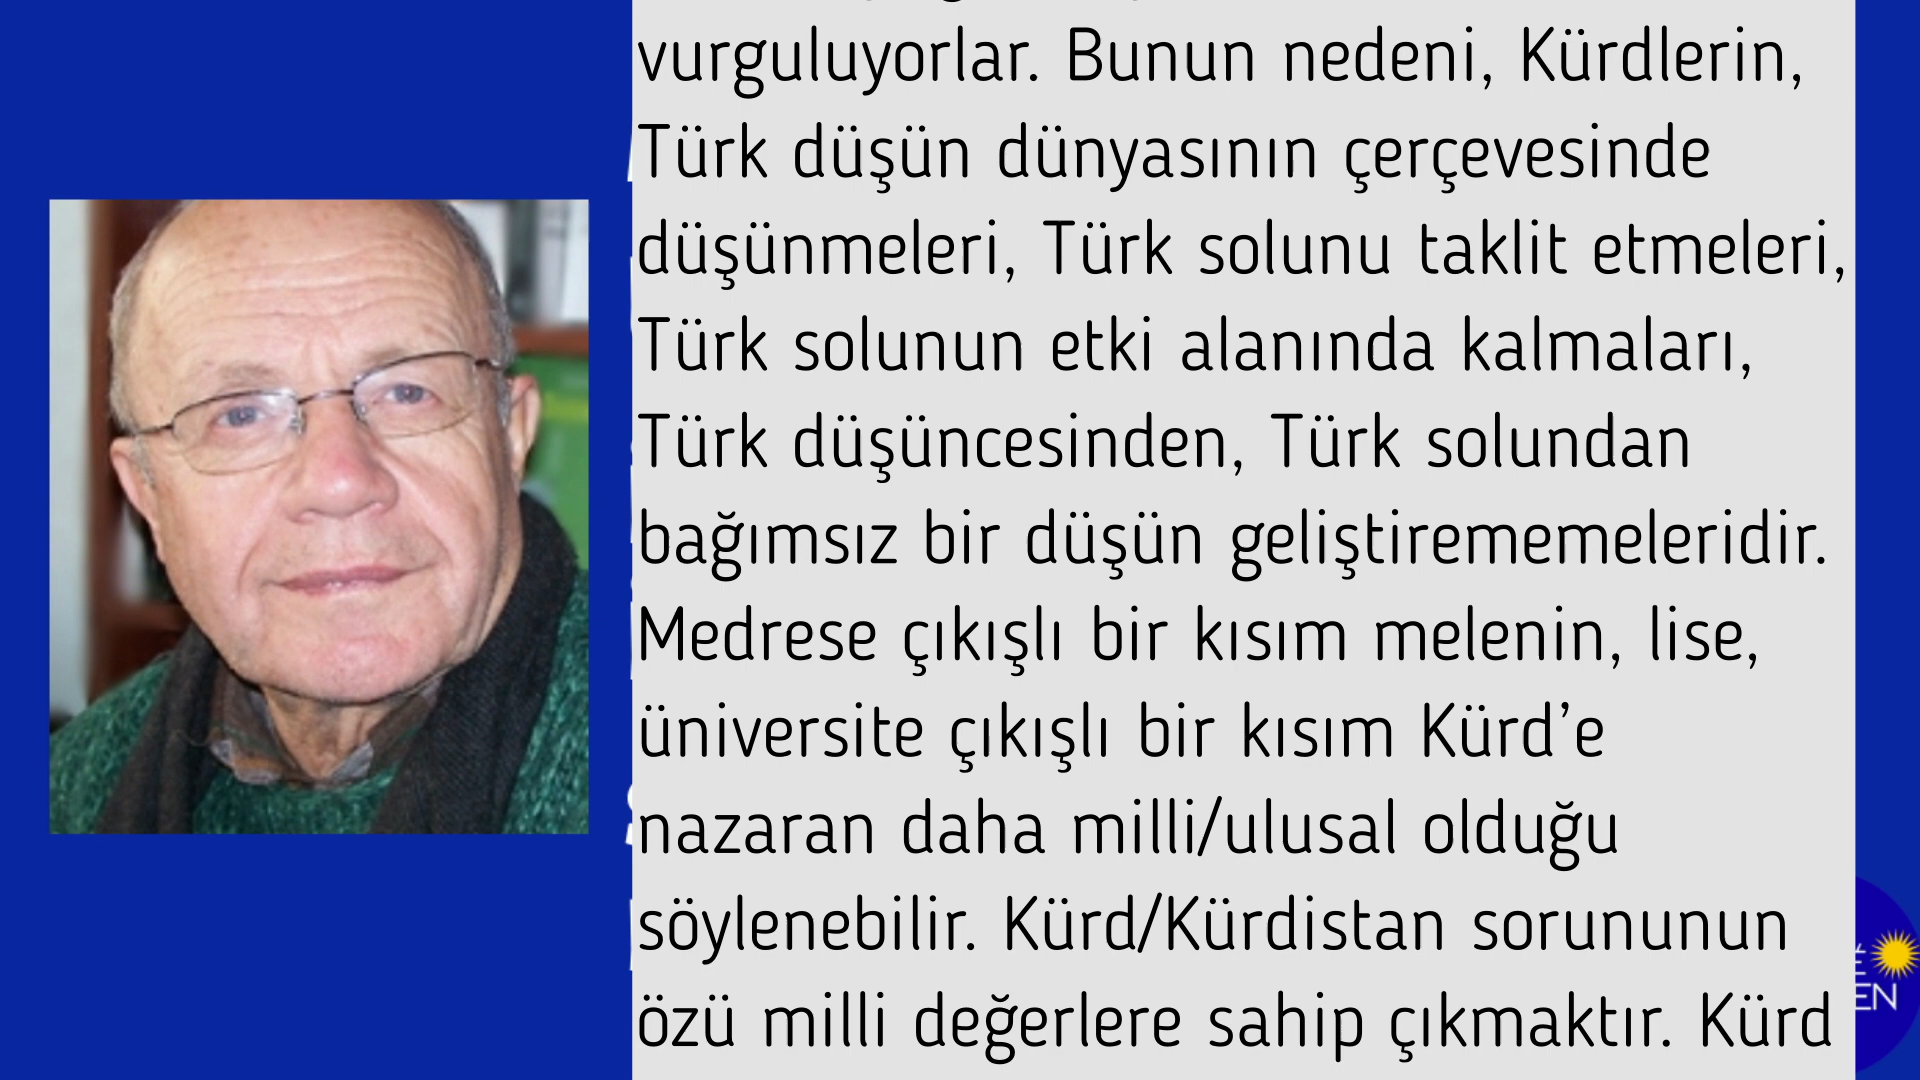 vurguluyorlar. Bunun nedeni, Kürdlerin,
Türk düşün dünyasının çerçevesinde
düşünmeleri, Türk solunu taklit etmeleri,
Türk solunun etki alanında kalmaları,
Türk düşüncesinden, Türk solundan
bağımsız bir düşün geliştirememeleridir.
Medrese çıkışlı bir kısım melenin, lise,
üniversite çıkışlı bir kısım Kürd’e
nazaran daha milli/ulusal olduğu
söylenebilir. Kürd/Kürdistan sorununun
özü milli değerlere sahip çıkmaktır. Kürd